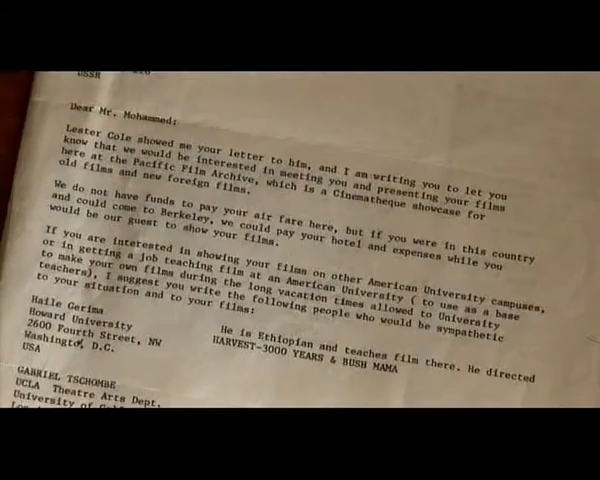 USSR
Dear Mr. Mohammed:
Lester Cole showed me your letter to him, and I am writing you to let you
know that we would be interested in meeting you and presenting your films
here at the Pacific Film Archive, which is a Cinematheque showcase for
old films and new foreign films.
We do not have funds to pay your air fare here, but if you were in this country
and could come to Berkeley, we could pay your hotel and expenses while you
would be our guest to show your films.
If you are interested in showing your films on other American University campuses,
or in getting a job teaching film at an American University ( to use as a base
to make your own films during the long vacation times allowed to University
teachers), I suggest you write the following people who would be sympathetic
to your situation and to your films:
Haile Gerima
Howard University
2600 Fourth Street, NW
Washington, D.C.
USA
He is Ethiopian and teaches film there. He directed
HARVEST-3000 YEARS & BUSH MAMA
GABRIEL TSCHOMBE
UCLA Theatre Arts Dept.
University of